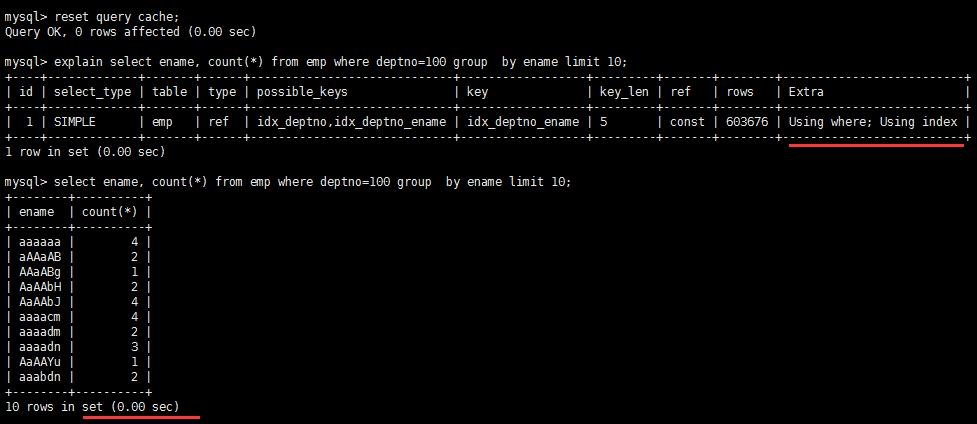 mysql> reset query cache;
Query OK, 0 rows affected (0.00 sec)
mysql> explain select ename, count(*) from emp where deptno=100 group  by ename limit 10;
+----+-------------+-------+------+-----------------------------+------------------+---------+-------+--------+--------------------------+
| id | select_type | table | type | possible_keys               | key              | key_len | ref   | rows   | Extra                    |
+----+-------------+-------+------+-----------------------------+------------------+---------+-------+--------+--------------------------+
|  1 | SIMPLE      | emp   | ref  | idx_deptno,idx_deptno_ename | idx_deptno_ename | 5       | const | 603676 | Using where; Using index |
+----+-------------+-------+------+-----------------------------+------------------+---------+-------+--------+--------------------------+
1 row in set (0.00 sec)
mysql> select ename, count(*) from emp where deptno=100 group  by ename limit 10;
+--------+----------+
| ename  | count(*) |
+--------+----------+
| aaaaaa |        4 |
| aAAaAB |        2 |
| AAaABg |        1 |
| AaAAbH |        2 |
| AaAAbJ |        4 |
| aaaacm |        4 |
| aaaadm |        2 |
| aaaadn |        3 |
| AaAAYu |        1 |
| aaabdn |        2 |
+--------+----------+
10 rows in set (0.00 sec)